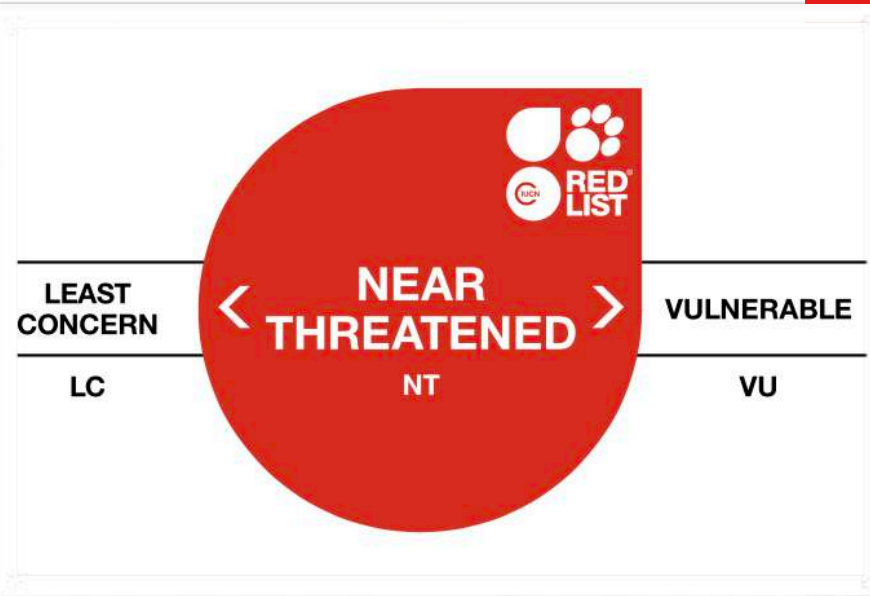 IUCN
RED
LIST
LEAST
CONCERN
LC
NEAR
THREATENED
NT
VULNERABLE
VU